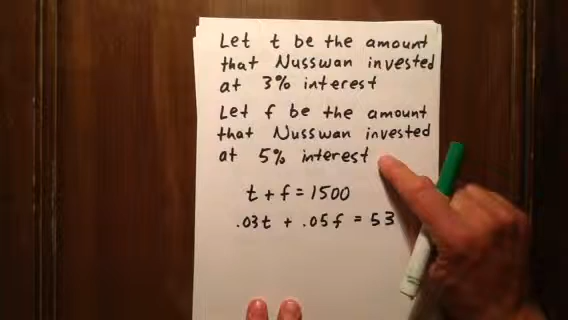 Let t be the amount
that Nusswan invested
at 3% interest
Let f be the amount
that Nusswan invested
at 5% interest
t + f = 1500
.03t + .05f = 53